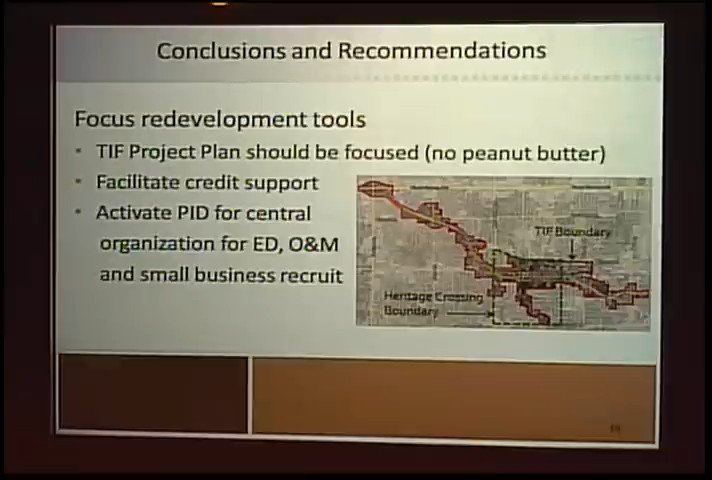 Conclusions and Recommendations
Focus redevelopment tools
• TIF Project Plan should be focused (no peanut butter)
• Facilitate credit support
• Activate PID for central
organization for ED, O&M
and small business recruit
TIF Boundary
Heritage Crossing
Boundary